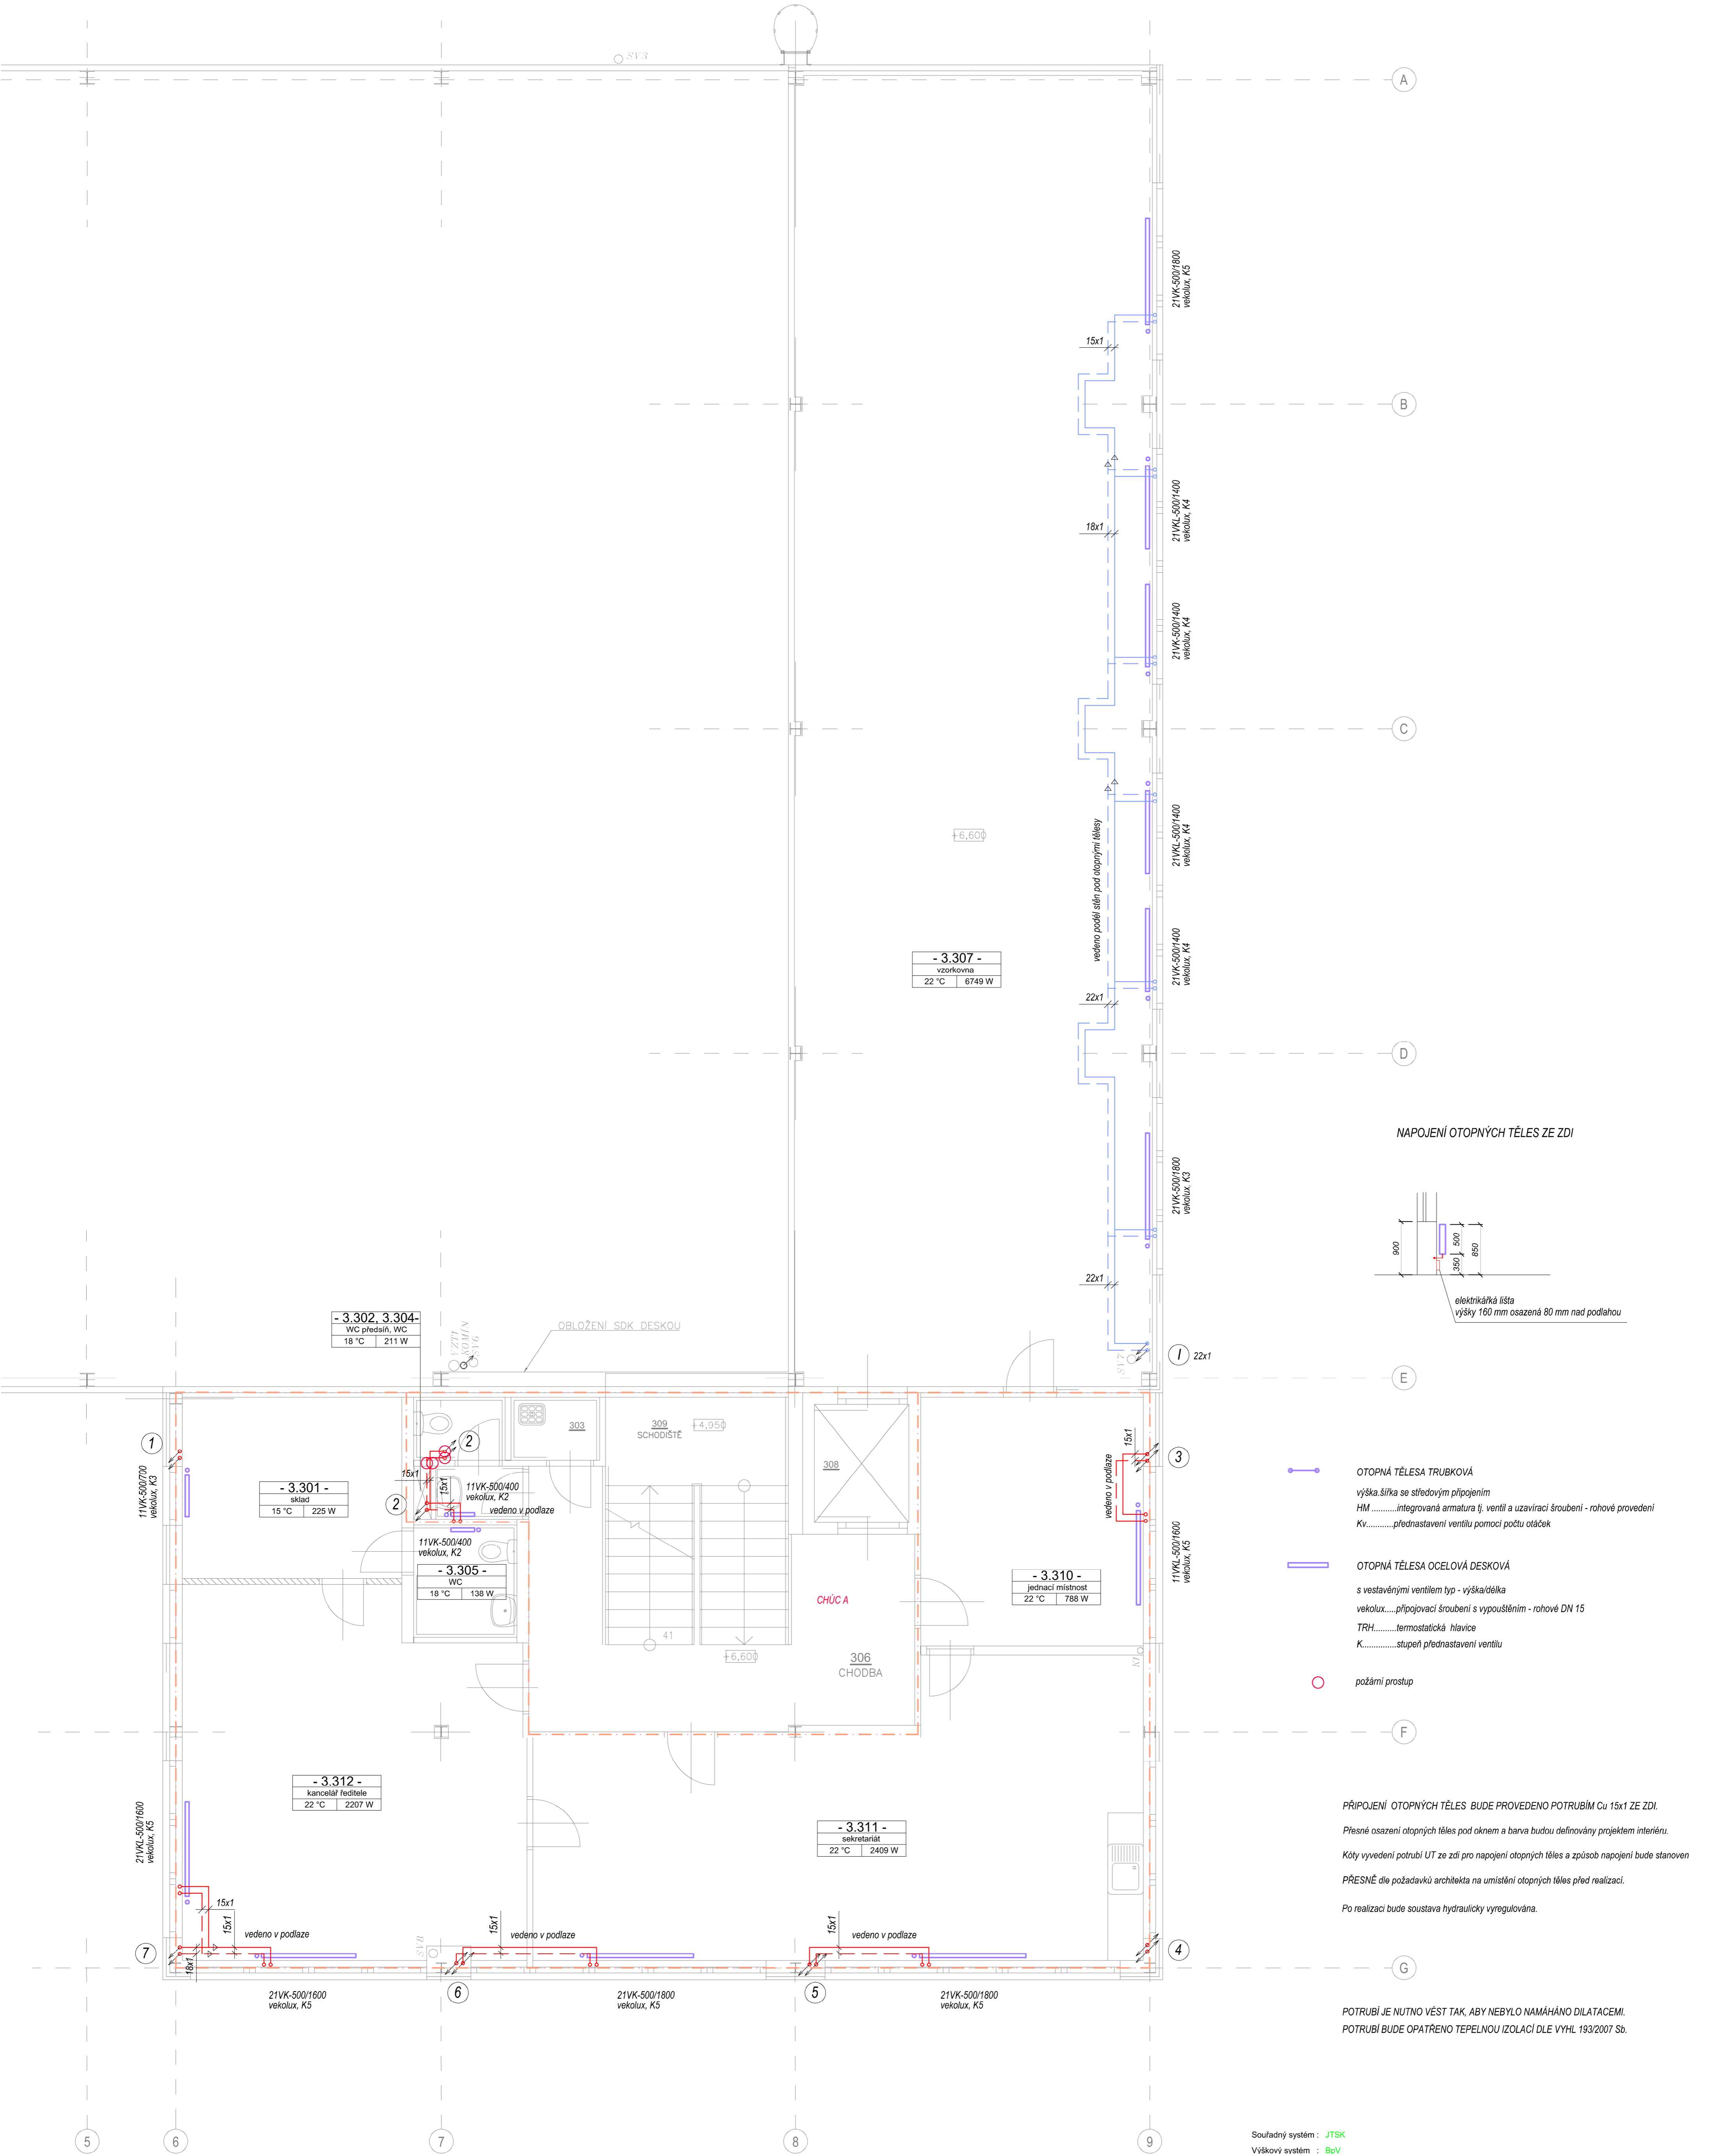 SV3
A
21VK-500/1800
vekolux, K5
15x1
B
21VKL-500/1400
vekolux, K4
18x1
21VK-500/1400
vekolux, K4
C
+6,600
vedeno podél stěn pod otopnými tělesy
21VKL-500/1400
vekolux, K4
- 3.307 -
vzorkovna
22 °C 6749 W
21VK-500/1400
vekolux, K4
22x1
D
NAPOJENÍ OTOPNÝCH TĚLES ZE ZDI
21VK-500/1800
vekolux, K3
900
500
350
850
22x1
elektrikářká lišta
výšky 160 mm osazená 80 mm nad podlahou
- 3.302, 3.304-
WC předsíň, WC
18 °C 211 W
VZT1
KOMÍN
SV6
OBLOŽENÍ SDK DESKOU
SV7
I
22x1
E
1
2
303
309
SCHODIŠTĚ
+4,950
308
15x1
3
11VK-500/700
vekolux, K3
- 3.301 -
sklad
15 °C 225 W
15x1
15x1
11VK-500/400
vekolux, K2
2
vedeno v podlaze
vedeno v podlaze
11VK-500/400
vekolux, K2
- 3.305 -
WC
18 °C 138 W
11VKL-500/1600
vekolux, K5
- 3.310 -
jednací místnost
22 °C 788 W
CHÚC A
41
+6,600
306
CHODBA
OTOPNÁ TĚLESA TRUBKOVÁ
výška.šířka se středovým připojením
HM ..........integrovaná armatura tj. ventil a uzavírací šroubení - rohové provedení
Kv............přednastavení ventilu pomocí počtu otáček
OTOPNÁ TĚLESA OCELOVÁ DESKOVÁ
s vestavěnými ventilem typ - výška/délka
vekolux.....připojovací šroubení s vypouštěním - rohové DN 15
TRH..........termostatická hlavice
K...............stupeň přednastavení ventilu
požární prostup
F
- 3.312 -
kancelář ředitele
22 °C 2207 W
21VKL-500/1600
vekolux, K5
- 3.311 -
sekretariát
22 °C 2409 W
PŘIPOJENÍ OTOPNÝCH TĚLES BUDE PROVEDENO POTRUBÍM Cu 15x1 ZE ZDI.
Přesné osazení otopných těles pod oknem a barva budou definovány projektem interiéru.
Kóty vyvedení potrubí UT ze zdi pro napojení otopných těles a způsob napojení bude stanoven
PŘESNĚ dle požadavků architekta na umístění otopných těles před realizací.
Po realizaci bude soustava hydraulicky vyregulována.
15x1
15x1
vedeno v podlaze
15x1
vedeno v podlaze
15x1
vedeno v podlaze
7
18x1
SV8
6
5
4
G
21VK-500/1600
vekolux, K5
21VK-500/1800
vekolux, K5
21VK-500/1800
vekolux, K5
POTRUBÍ JE NUTNO VÉST TAK, ABY NEBYLO NAMÁHÁNO DILATACEMI.
POTRUBÍ BUDE OPATŘENO TEPELNOU IZOLACÍ DLE VYHL 193/2007 Sb.
5
6
7
8
9
Souřadný systém : JTSK
Výškový systém : BpV